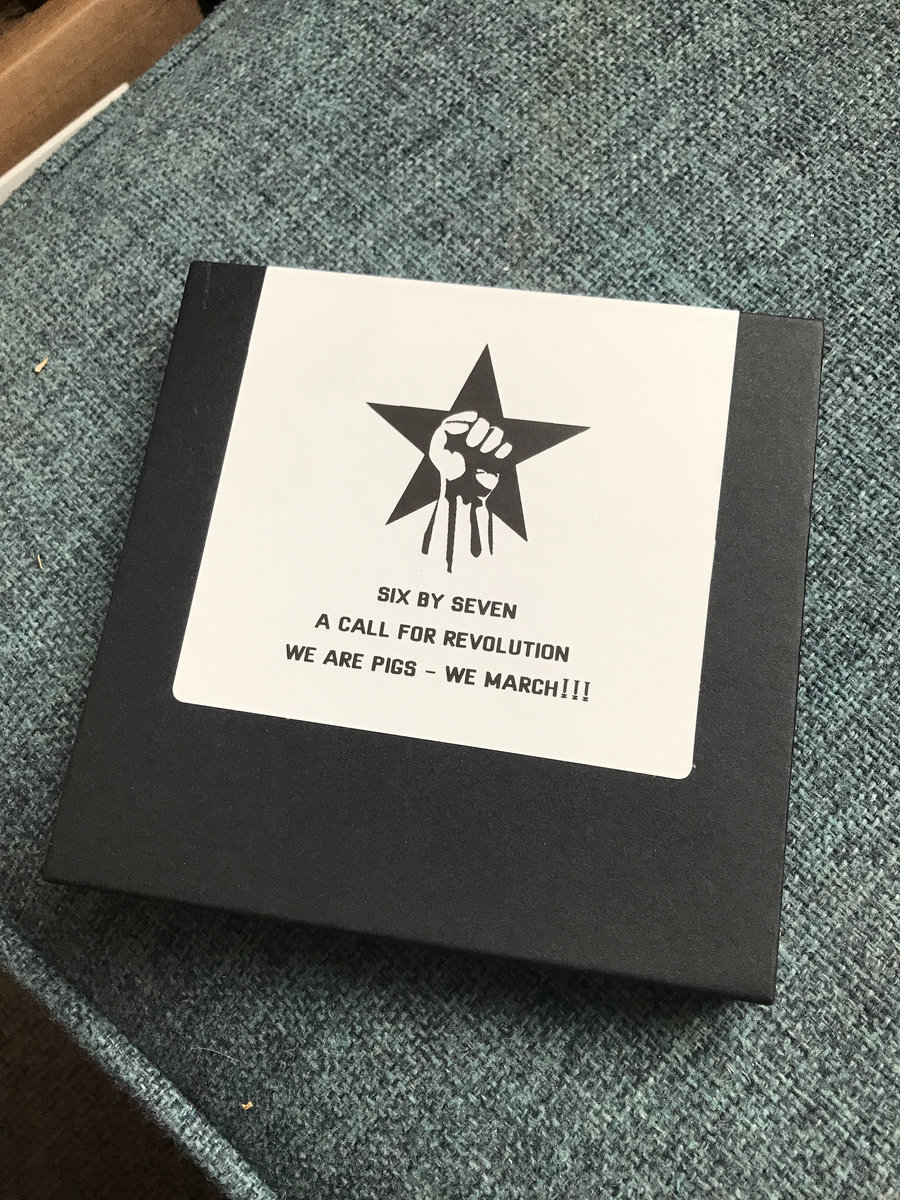 SIX BY SEVEN
A CALL FOR REVOLUTION
WE ARE PIGS - WE MARCH!!!